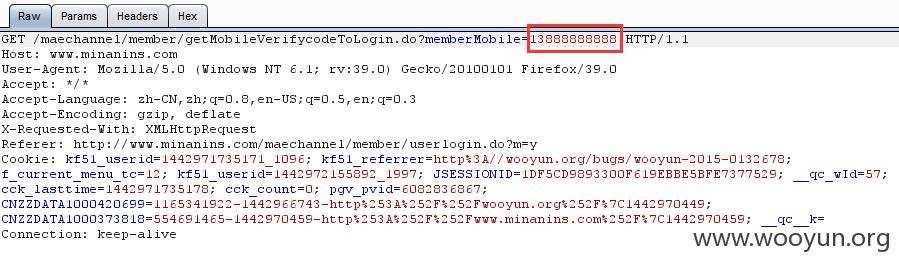 Raw Params Headers Hex
GET /maechannel/member/getMobileVerifycodeToLogin.do?memberMobile=13888888888 HTTP/1.1
Host: www.minanins.com
User-Agent: Mozilla/5.0 (Windows NT 6.1; rv:39.0) Gecko/20100101 Firefox/39.0
Accept: */*
Accept-Language: zh-CN,zh;q=0.8,en-US;q=0.5,en;q=0.3
Accept-Encoding: gzip, deflate
X-Requested-With: XMLHttpRequest
Referer: http://www.minanins.com/maechannel/member/userlogin.do?m=y
Cookie: kf51_userid=1442971735171_1096; kf51_referrer=http%3A//wooyun.org/bugs/wooyun-2015-0132678;
f_current_menu_tc=12; kf51_userid=1442972155892_1997; JSESSIONID=1DF5CD9893300F619EBBE5BFE7377529; __qc_wId=57;
cck_lasttime=1442971735178; cck_count=0; pgv_pvid=6082836867;
CNZZDATA1000420699=1165341922-1442966743-http%253A%252F%252Fwooyun.org%252F%7C1442970449;
CNZZDATA1000373818=554691465-1442970459-http%253A%252F%252Fwww.minanins.com%252F%7C1442970459; __qc__k=
Connection: keep-alive
www.wooyun.org